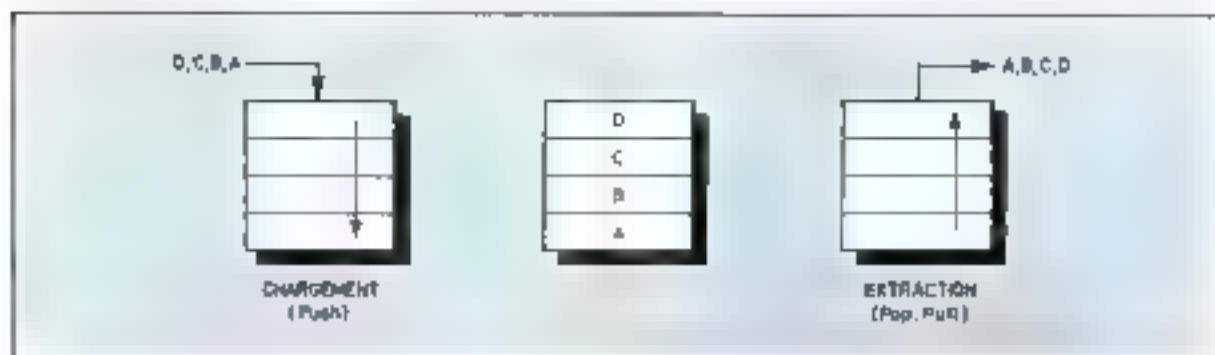 D,C,B,A
A,B,C,D
D
C
B
A
CHARGEMENT
(Push)
EXTRACTION
(Pop, Pull)